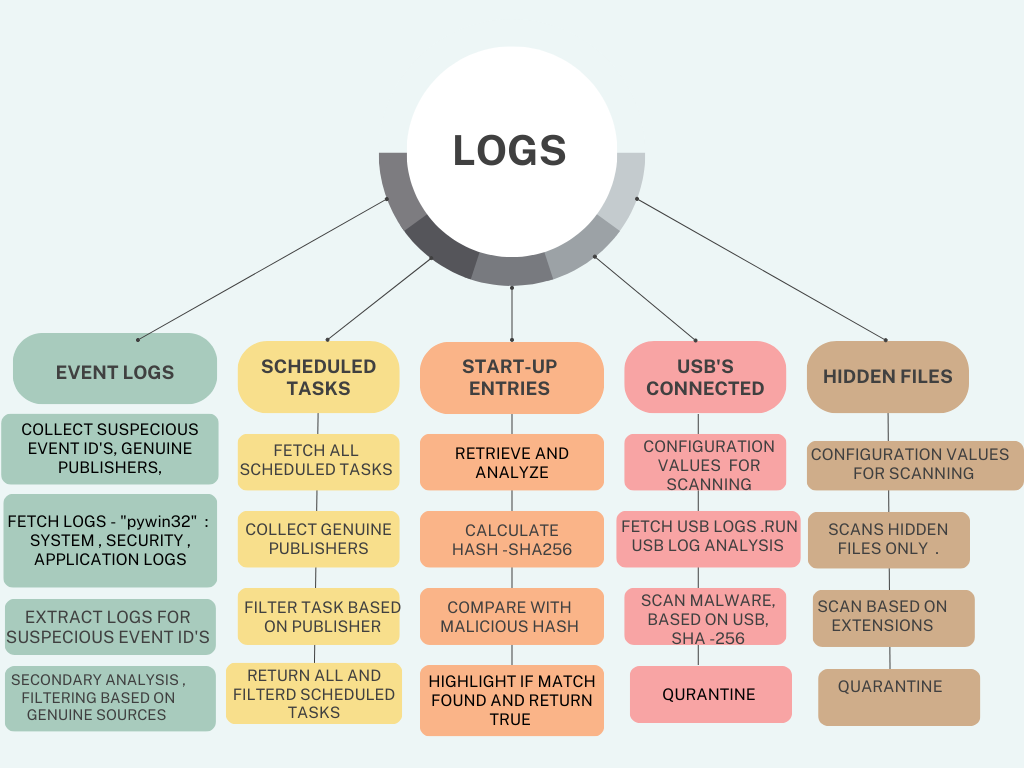 LOGS
EVENT LOGS
COLLECT SUSPECIOUS
EVENT ID'S, GENUINE
PUBLISHERS,
FETCH LOGS - "pywin32" :
SYSTEM , SECURITY ,
APPLICATION LOGS
EXTRACT LOGS FOR
SUSPECIOUS EVENT ID'S
SECONDARY ANALYSIS ,
FILTERING BASED ON
GENUINE SOURCES
SCHEDULED
TASKS
FETCH ALL
SCHEDULED TASKS
COLLECT GENUINE
PUBLISHERS
FILTER TASK BASED
ON PUBLISHER
RETURN ALL AND
FILTERD SCHEDULED
TASKS
START-UP
ENTRIES
RETRIEVE AND
ANALYZE
CALCULATE
HASH -SHA256
COMPARE WITH
MALICIOUS HASH
HIGHLIGHT IF MATCH
FOUND AND RETURN
TRUE
USB'S
CONNECTED
CONFIGURATION
VALUES FOR
SCANNING
FETCH USB LOGS .RUN
USB LOG ANALYSIS
SCAN MALWARE,
BASED ON USB,
SHA -256
QURANTINE
HIDDEN FILES
CONFIGURATION VALUES
FOR SCANNING
SCANS HIDDEN
FILES ONLY .
SCAN BASED ON
EXTENSIONS
QUARANTINE